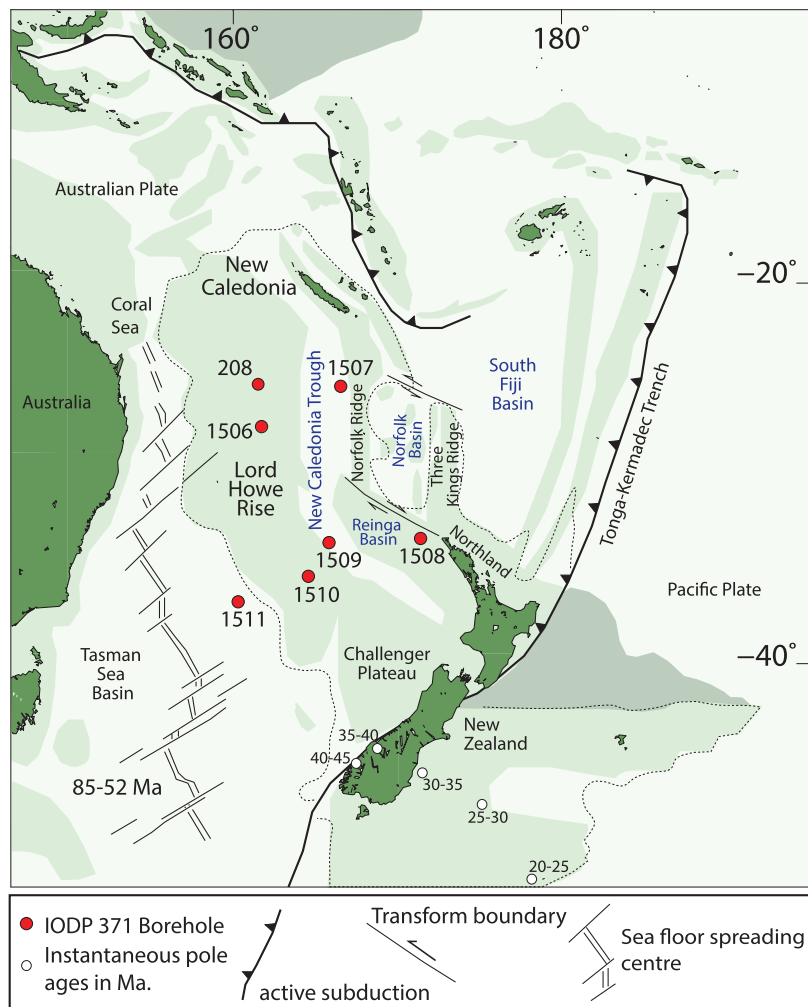 160°
180°
Australian Plate
New
Caledonia
−20°
Coral
Sea
208
1507
South
Fiji
Basin
Australia
1506
New Caledonia Trough
Norfolk Ridge
Norfolk
Basin
Three
Kings Ridge
Tonga-Kermadec Trench
Lord
Howe
Rise
Reinga
Basin
1509
1508
Northland
1510
1511
Pacific Plate
Tasman
Sea
Basin
Challenger
Plateau
−40°
New
Zealand
35-40
40-45
30-35
85-52 Ma
25-30
20-25
IODP 371 Borehole
Instantaneous pole
ages in Ma.
active subduction
Transform boundary
Sea floor spreading
centre